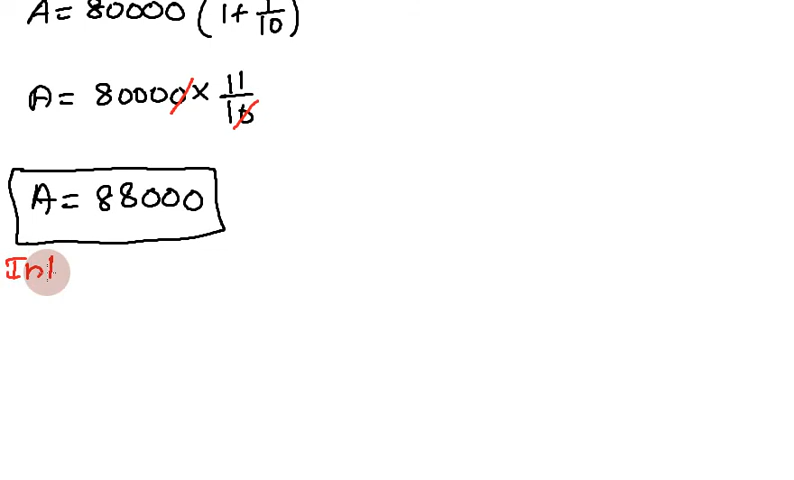 A = 80000 (1 + 1/10)
A = 80000 × 11/10
A = 88000
Int